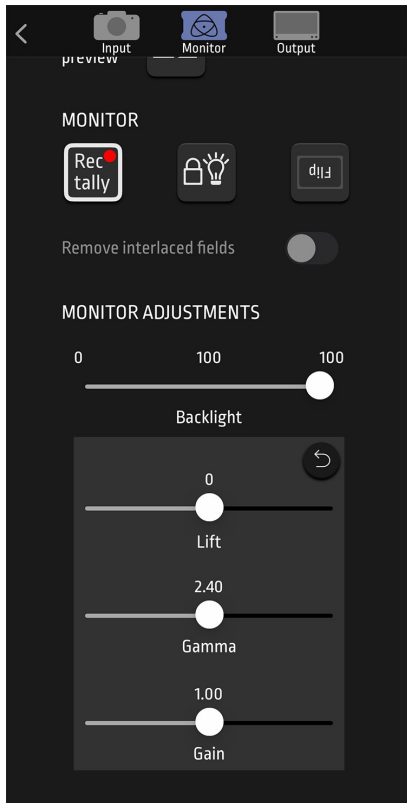 Input Monitor Output
preview
MONITOR
Rec
tally
Flip
Remove interlaced fields
MONITOR ADJUSTMENTS
0 100 100
Backlight
0
Lift
2.40
Gamma
1.00
Gain